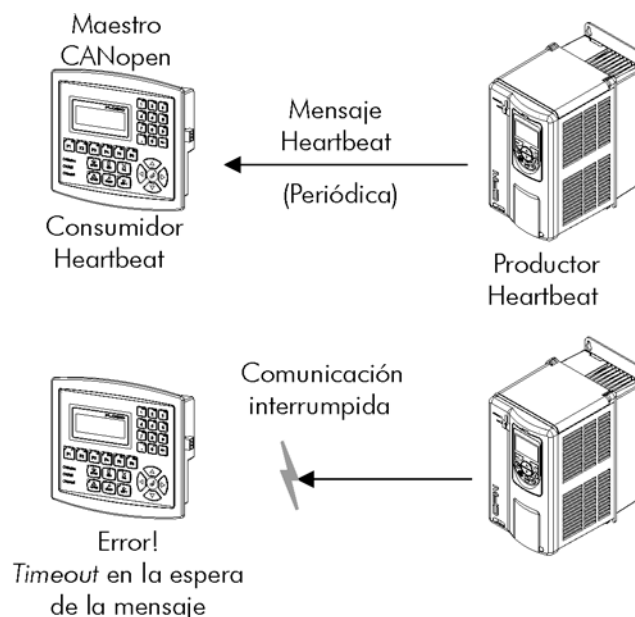 Maestro
CANopen
Mensaje
Heartbeat
(Periódica)
Consumidor
Heartbeat
Productor
Heartbeat
Comunicación
interrumpida
Error!
Timeout en la espera
de la mensaje